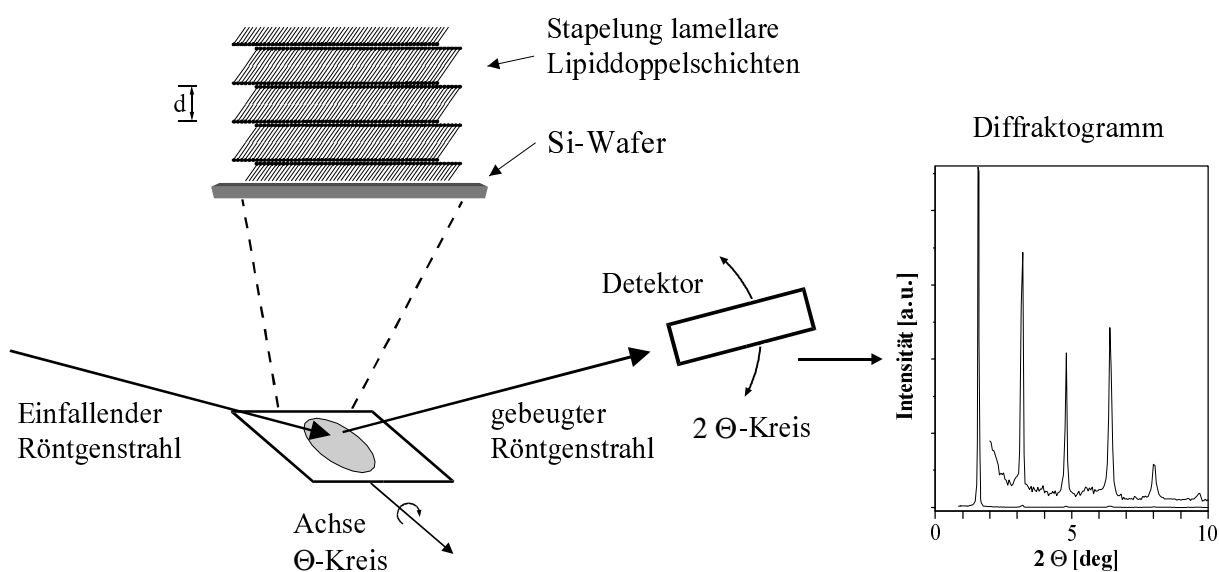 Stapelung lamellare
Lipiddoppelschichten
d
Si-Wafer
Diffraktogramm
Detektor
Einfallender
Röntgenstrahl
gebeugter
Röntgenstrahl
2 Θ-Kreis
Achse
Θ-Kreis
Intensität [a.u.]
0
5
10
2 Θ [deg]